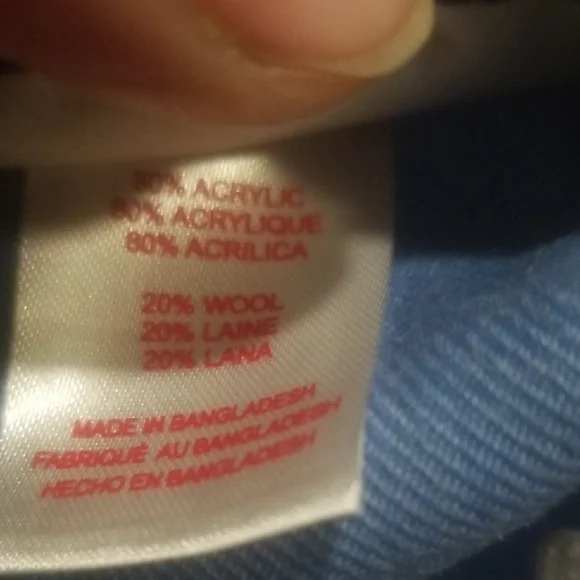 80% ACRYLIC
80% ACRYLIQUE
80% ACRILICA
20% WOOL
20% LAINE
20% LANA
MADE IN BANGLADESH
FABRIQUÉ AU BANGLADESH
HECHO EN BANGLADESH